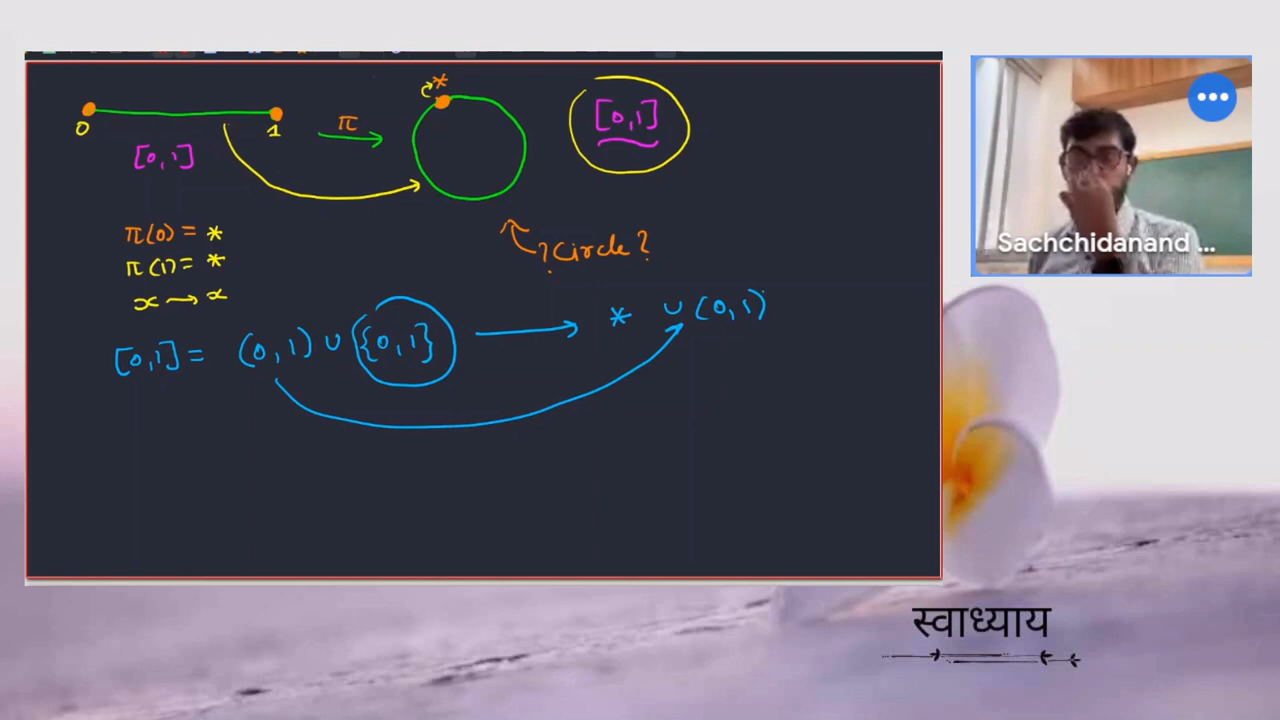 *
0 1 π [0,1]
[0,1]
π(0) = *
π(1) = *
x → x
?Circle?
[0,1] = (0,1) ∪ {0,1} → * ∪ (0,1)
Sachchidanand ...
स्वाध्याय